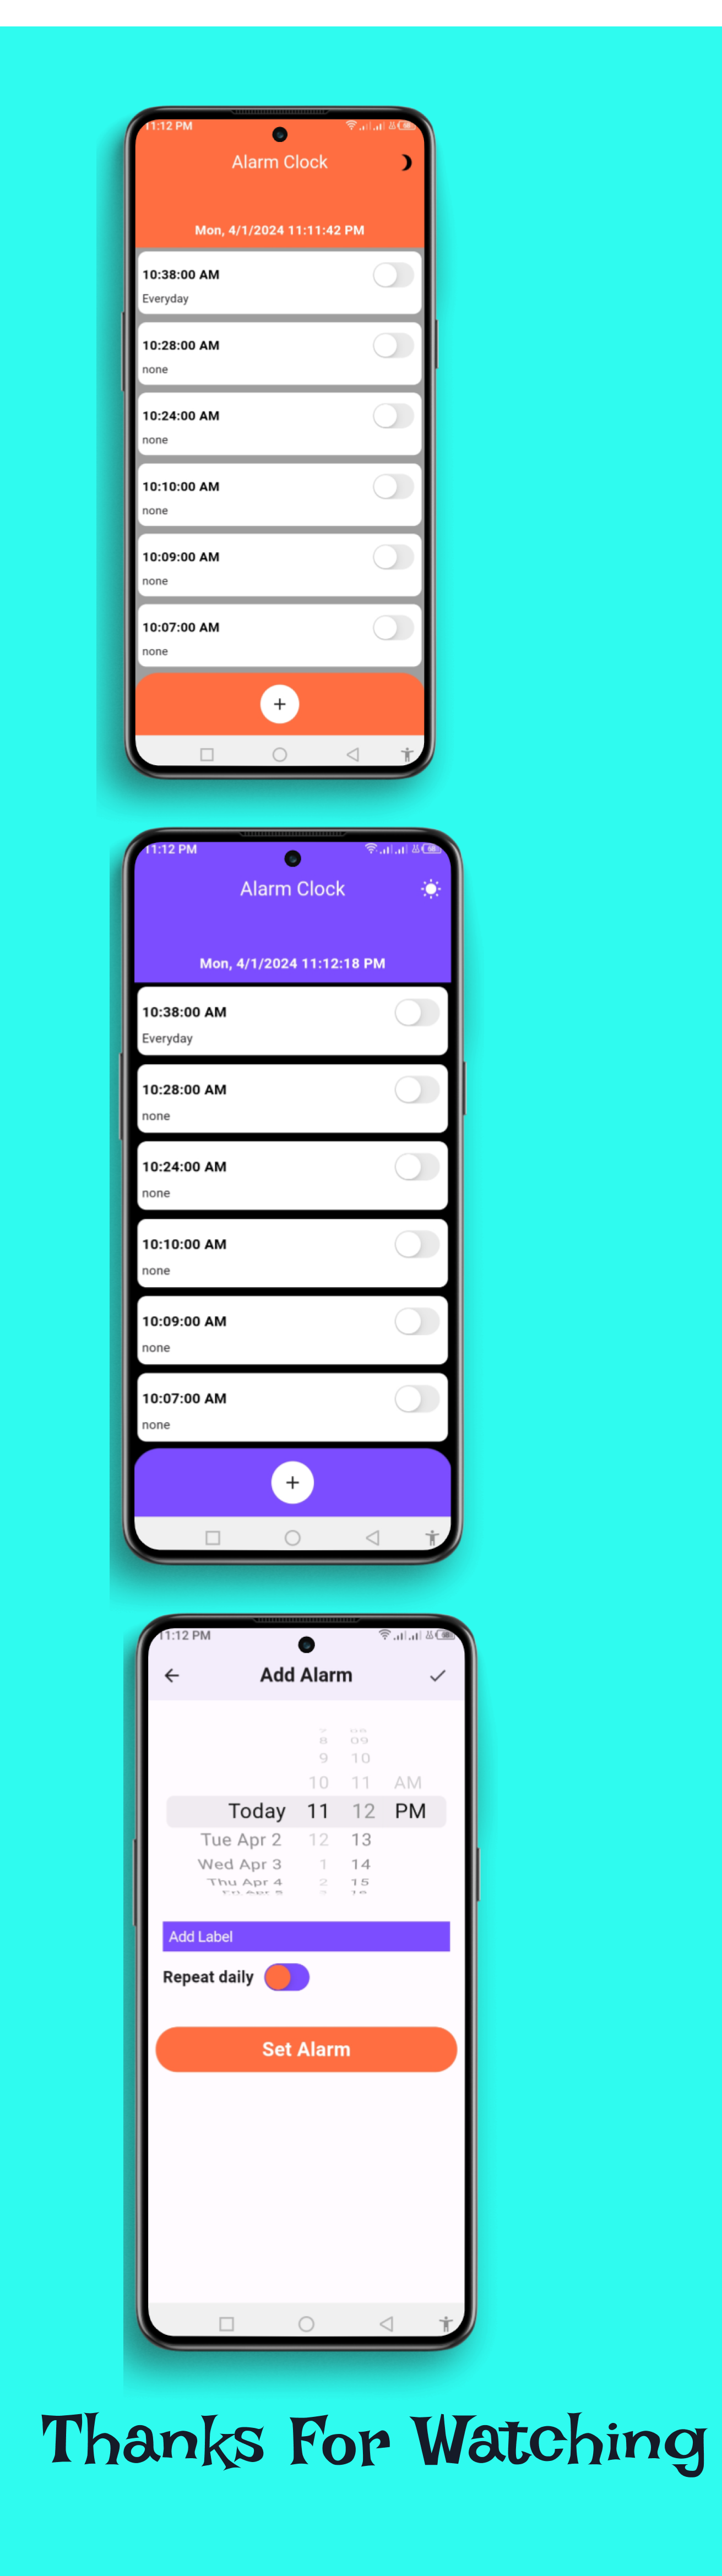 11:12 PM
Alarm Clock
Mon, 4/1/2024 11:11:42 PM
10:38:00 AM
Everyday
10:28:00 AM
none
10:24:00 AM
none
10:10:00 AM
none
10:09:00 AM
none
10:07:00 AM
none
+
11:12 PM
Alarm Clock
Mon, 4/1/2024 11:12:18 PM
10:38:00 AM
Everyday
10:28:00 AM
none
10:24:00 AM
none
10:10:00 AM
none
10:09:00 AM
none
10:07:00 AM
none
+
11:12 PM
Add Alarm
8 09
9 10
10 11 AM
Today 11 12 PM
Tue Apr 2 12 13
Wed Apr 3 1 14
Thu Apr 4 2 15
Add Label
Repeat daily
Set Alarm
Thanks For Watching